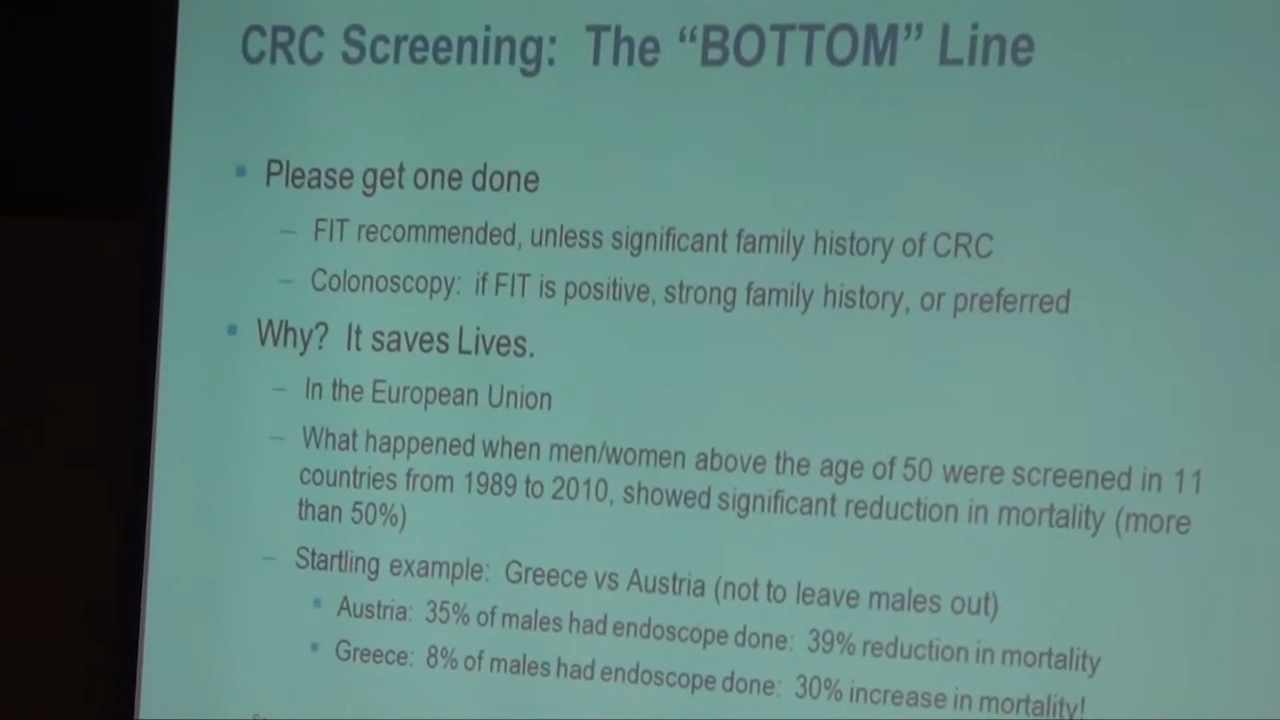 CRC Screening: The “BOTTOM” Line
▪ Please get one done
– FIT recommended, unless significant family history of CRC
– Colonoscopy: if FIT is positive, strong family history, or preferred
▪ Why? It saves Lives.
– In the European Union
– What happened when men/women above the age of 50 were screened in 11
countries from 1989 to 2010, showed significant reduction in mortality (more
than 50%)
– Startling example: Greece vs Austria (not to leave males out)
▪ Austria: 35% of males had endoscope done: 39% reduction in mortality
▪ Greece: 8% of males had endoscope done: 30% increase in mortality!